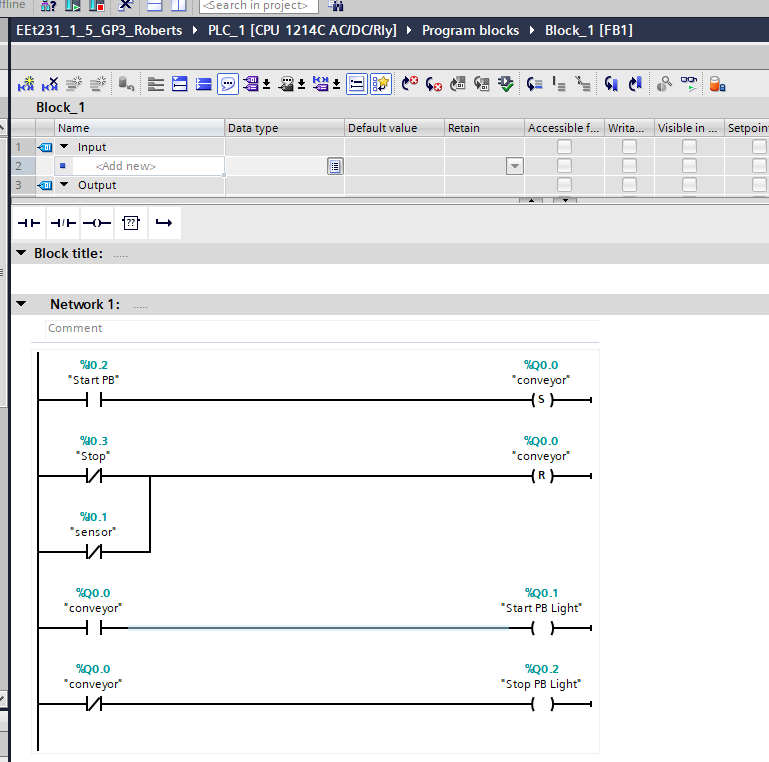 ffline
<Search in project>
EEt231_1_5_GP3_Roberts PLC_1 [CPU 1214C AC/DC/Rly] Program blocks Block_1 [FB1]
Block_1
Name Data type Default value Retain Accessible f... Writa... Visible in ... Setpoint
1 Input
2 <Add new>
3 Output
??
Block title: .....
Network 1: .....
Comment
%I0.2 %Q0.0
"Start PB" "conveyor"
S
%I0.3 %Q0.0
"Stop" "conveyor"
R
%I0.1
"sensor"
%Q0.0 %Q0.1
"conveyor" "Start PB Light"
%Q0.0 %Q0.2
"conveyor" "Stop PB Light"